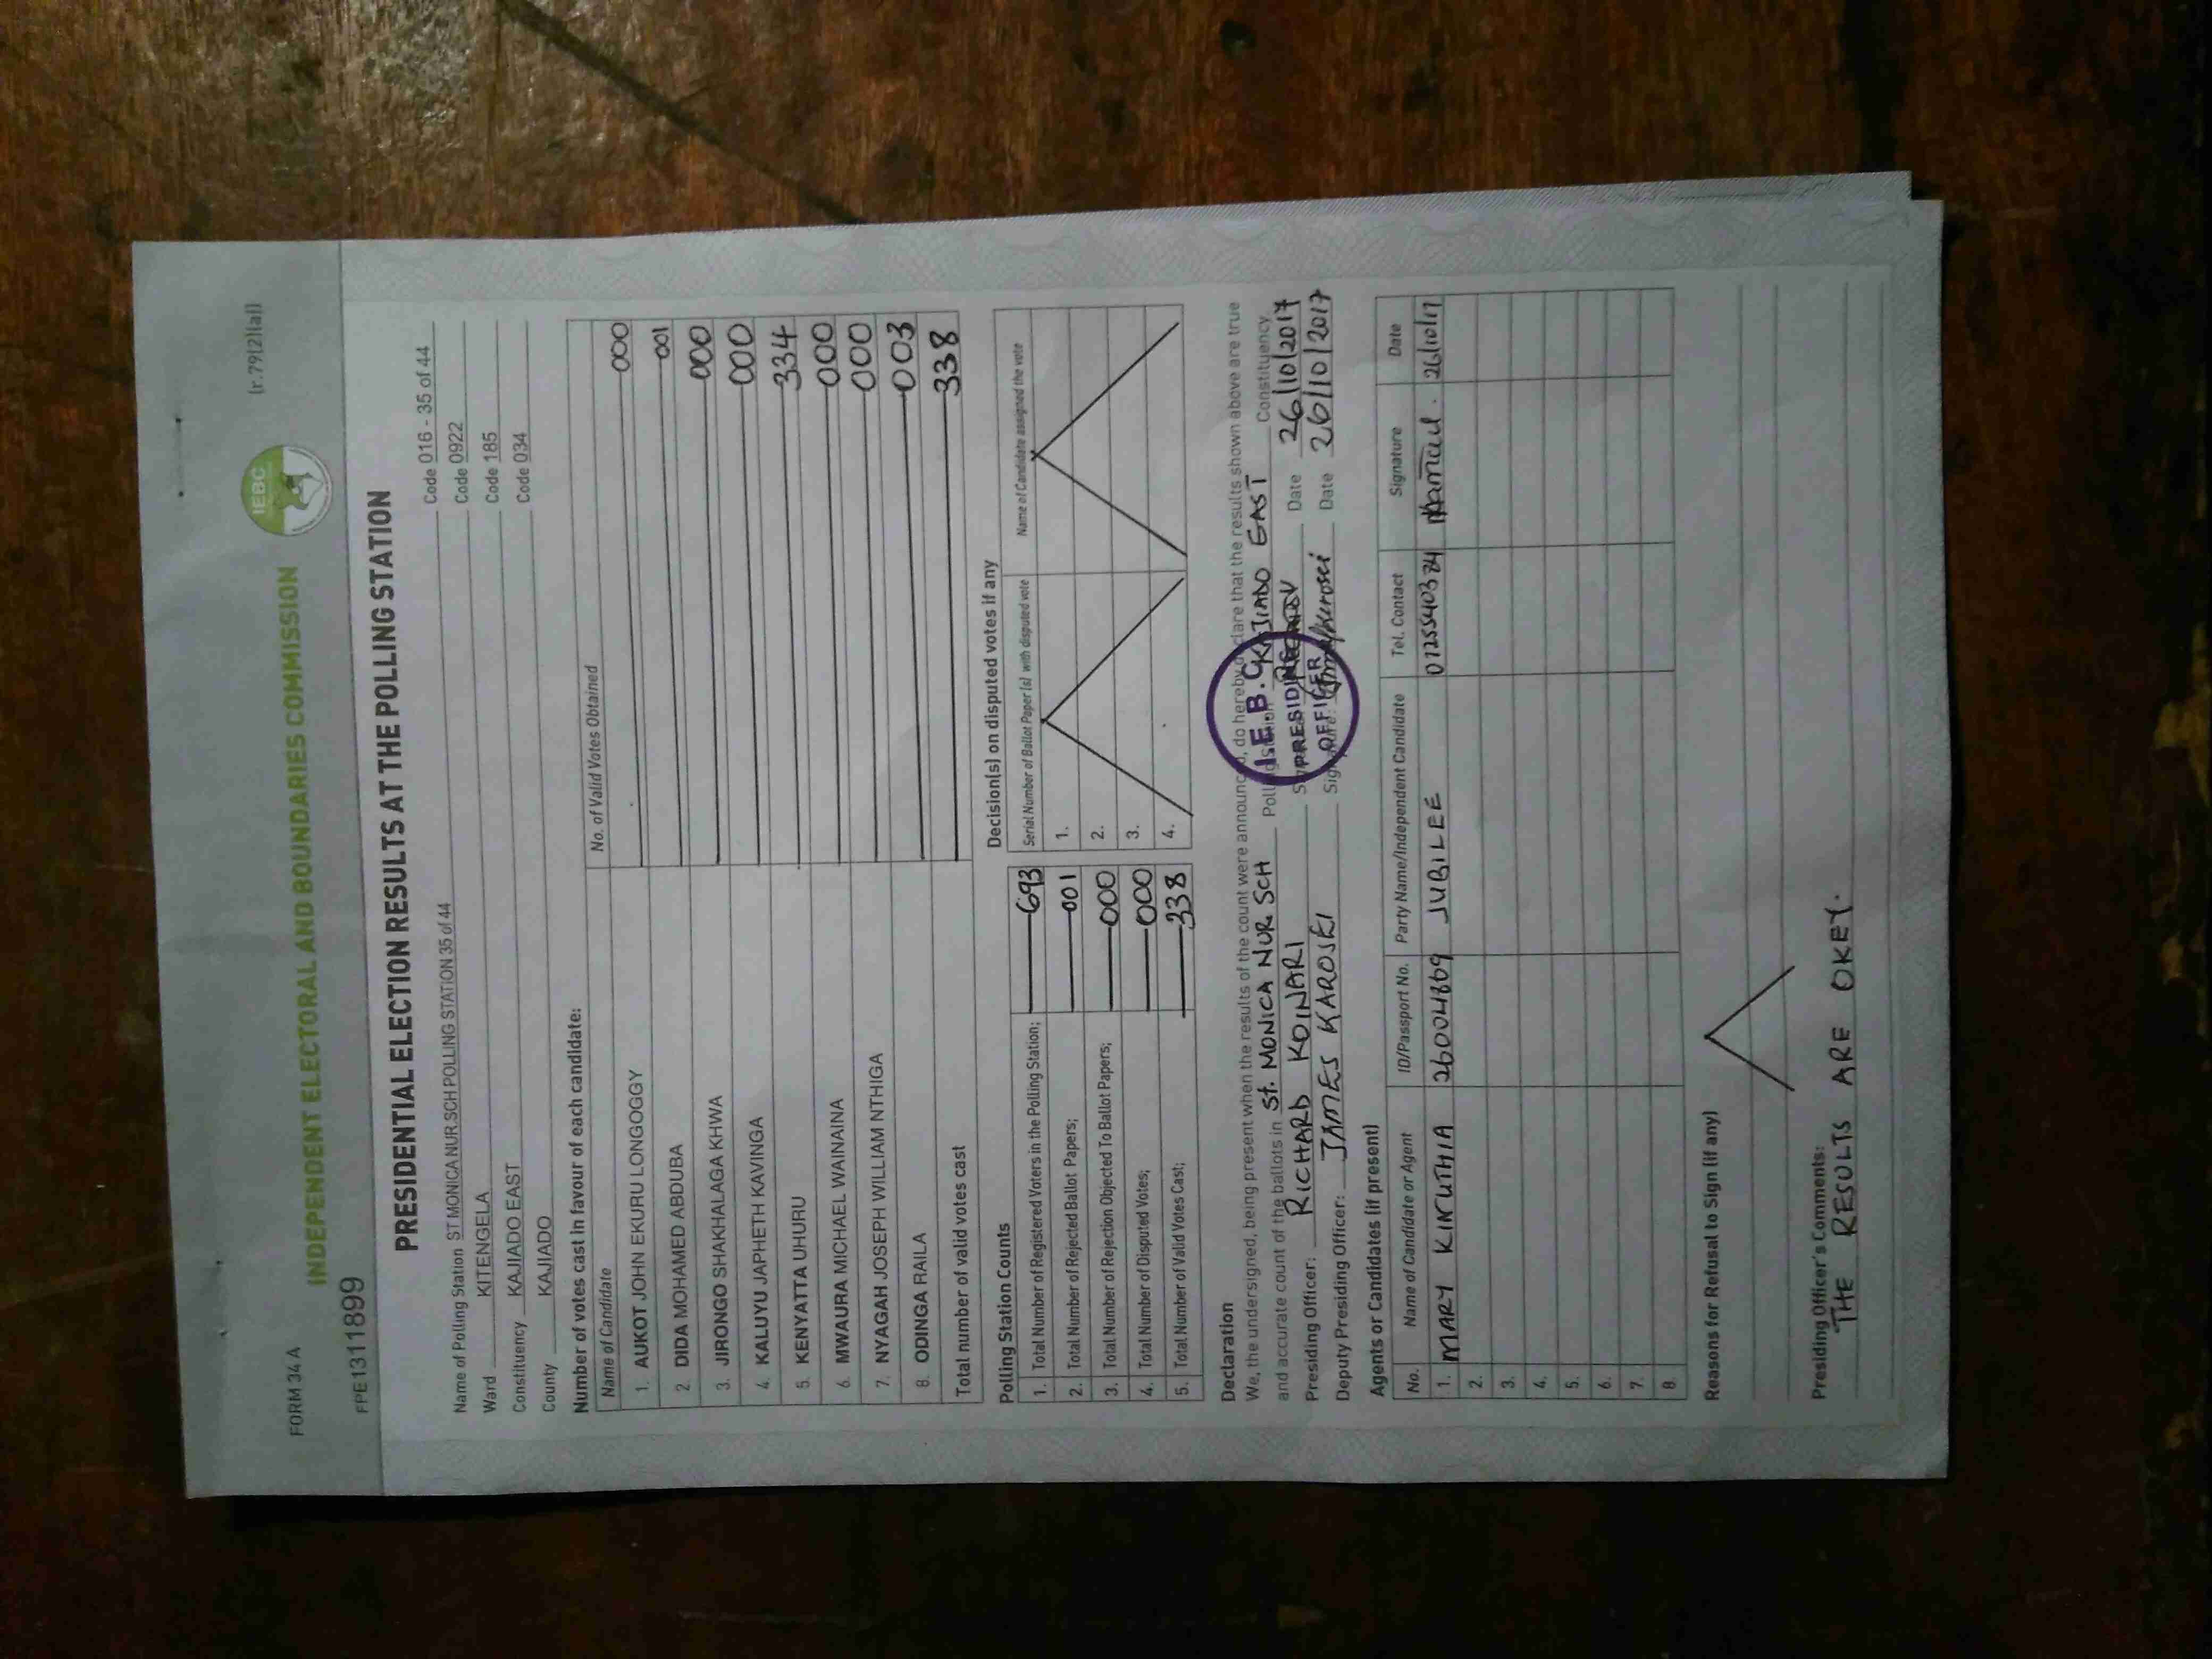 FORM 34 A
(r.79(2)(a))
IEBC
INDEPENDENT ELECTORAL AND BOUNDARIES COMMISSION
FPE1311899
PRESIDENTIAL ELECTION RESULTS AT THE POLLING STATION
Name of Polling Station ST MONICA NUR.SCH POLLING STATION 35 of 44 Code 016 - 35 of 44
Ward KITENGELA Code 0922
Constituency KAJIADO EAST Code 185
County KAJIADO Code 034
Number of votes cast in favour of each candidate:
Name of Candidate No. of Valid Votes Obtained
1. AUKOT JOHN EKURU LONGOGGY 000
2. DIDA MOHAMED ABDUBA 001
3. JIRONGO SHAKHALAGA KHWA 000
4. KALUYU JAPHETH KAVINGA 000
5. KENYATTA UHURU 334
6. MWAURA MICHAEL WAINAINA 000
7. NYAGAH JOSEPH WILLIAM NTHIGA 000
8. ODINGA RAILA 003
Total number of valid votes cast 338
Polling Station Counts
1. Total Number of Registered Voters in the Polling Station; 693
2. Total Number of Rejected Ballot Papers; 001
3. Total Number of Rejection Objected To Ballot Papers; 000
4. Total Number of Disputed Votes; 000
5. Total Number of Valid Votes Cast; 338
Decision(s) on disputed votes if any
Serial Number of Ballot Paper(s) with disputed vote Name of Candidate assigned the vote
1.
2.
3.
4.
Declaration
We, the undersigned, being present when the results of the count were announced, do hereby declare that the results shown above are true
and accurate count of the ballots in St. MONICA NUR SCH Polling Station KAJIADO EAST Constituency
Presiding Officer: RICHARD KOINARI Date 26/10/2017
Deputy Presiding Officer: JAMES KAROSEI Signature: Date 26/10/2017
I.E.B.C
PRESIDING
OFFICER
Agents or Candidates (if present)
No. Name of Candidate or Agent ID/Passport No. Party Name/Independent Candidate Tel. Contact Signature Date
1. MARY KINUTHIA 26004869 JUBILEE 0725540324 26/10/17
2.
3.
4.
5.
6.
7.
8.
Reasons for Refusal to Sign (if any)
Presiding Officer's Comments:
THE RESULTS ARE OKEY.